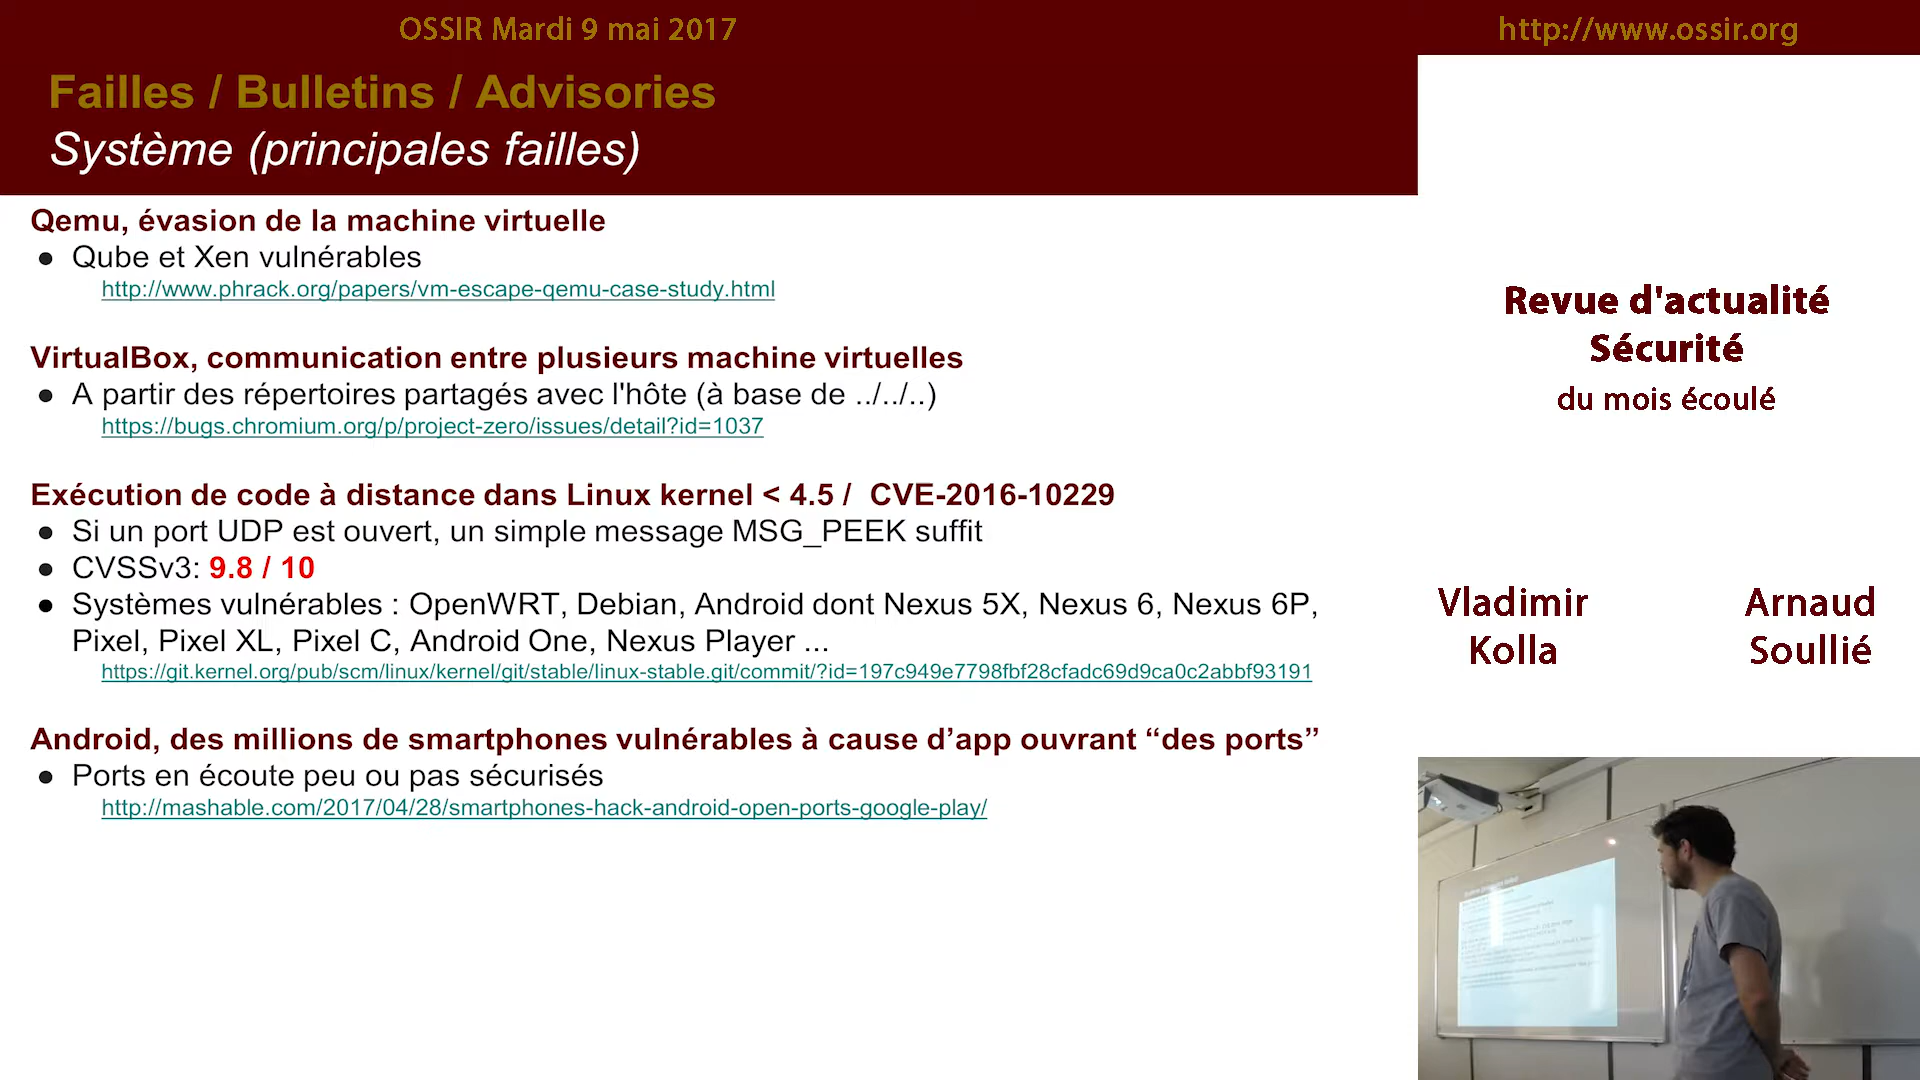 OSSIR Mardi 9 mai 2017
http://www.ossir.org
Failles / Bulletins / Advisories
Système (principales failles)
Qemu, évasion de la machine virtuelle
● Qube et Xen vulnérables
http://www.phrack.org/papers/vm-escape-qemu-case-study.html
VirtualBox, communication entre plusieurs machine virtuelles
● A partir des répertoires partagés avec l'hôte (à base de ../../..)
https://bugs.chromium.org/p/project-zero/issues/detail?id=1037
Exécution de code à distance dans Linux kernel < 4.5 /  CVE-2016-10229
● Si un port UDP est ouvert, un simple message MSG_PEEK suffit
● CVSSv3: 9.8 / 10
● Systèmes vulnérables : OpenWRT, Debian, Android dont Nexus 5X, Nexus 6, Nexus 6P,
Pixel, Pixel XL, Pixel C, Android One, Nexus Player ...
https://git.kernel.org/pub/scm/linux/kernel/git/stable/linux-stable.git/commit/?id=197c949e7798fbf28cfadc69d9ca0c2abbf93191
Android, des millions de smartphones vulnérables à cause d’app ouvrant “des ports”
● Ports en écoute peu ou pas sécurisés
http://mashable.com/2017/04/28/smartphones-hack-android-open-ports-google-play/
Revue d'actualité
Sécurité
du mois écoulé
Vladimir
Kolla
Arnaud
Soullié